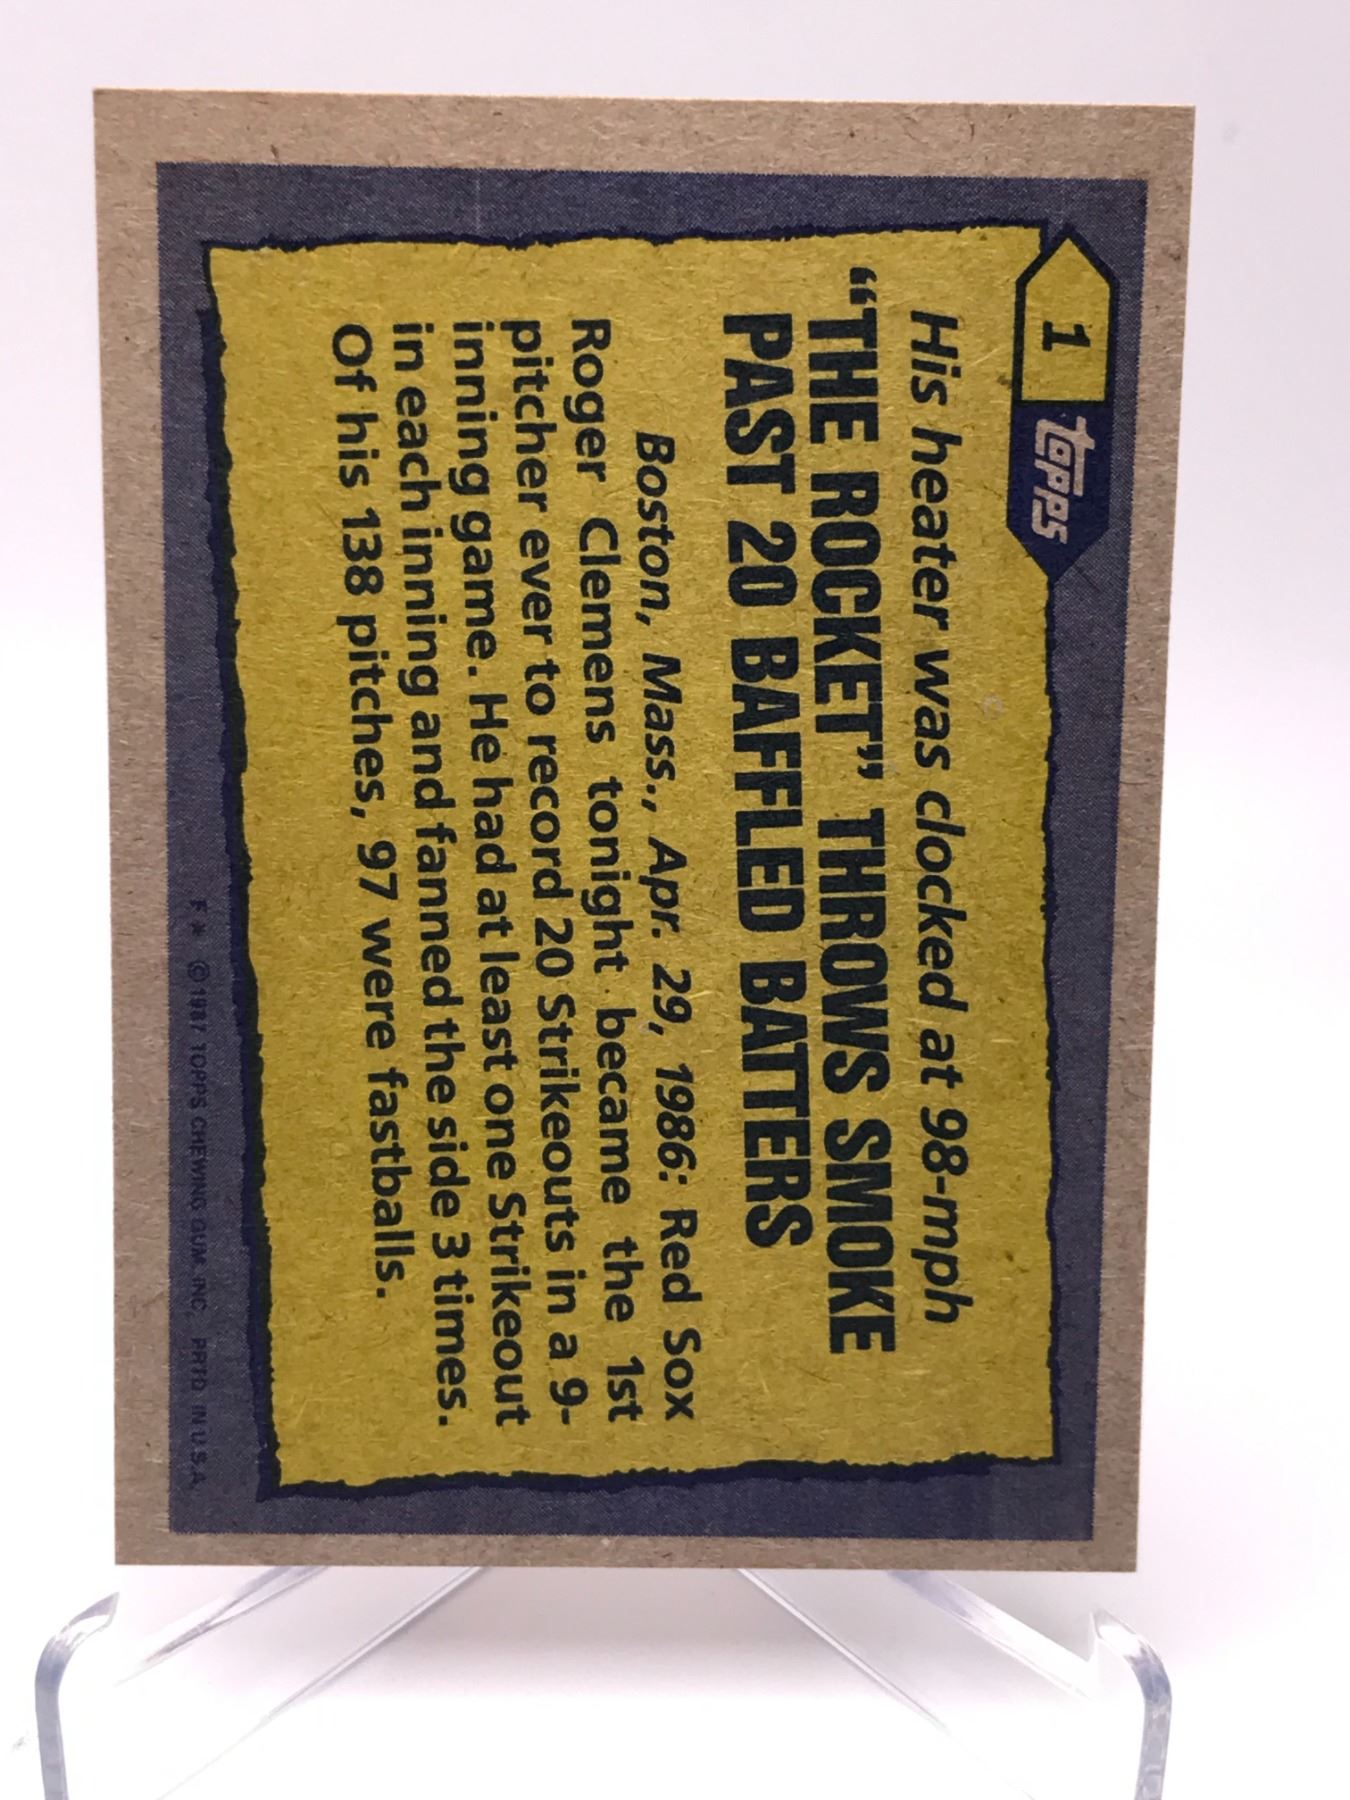 1
topps
His heater was clocked at 98-mph
“THE ROCKET” THROWS SMOKE
PAST 20 BAFFLED BATTERS
Boston, Mass., Apr. 29, 1986: Red Sox
Roger Clemens tonight became the 1st
pitcher ever to record 20 Strikeouts in a 9-
inning game. He had at least one Strikeout
in each inning and fanned the side 3 times.
Of his 138 pitches, 97 were fastballs.
F * ©1987 TOPPS CHEWING GUM, INC. PRTD. IN U.S.A.